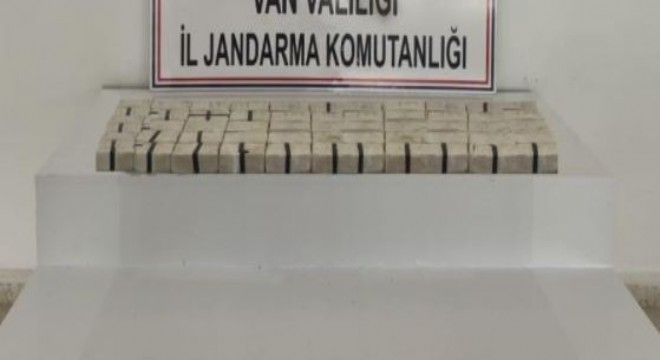 VAN VALİLİĞİ
İL JANDARMA KOMUTANLIĞI